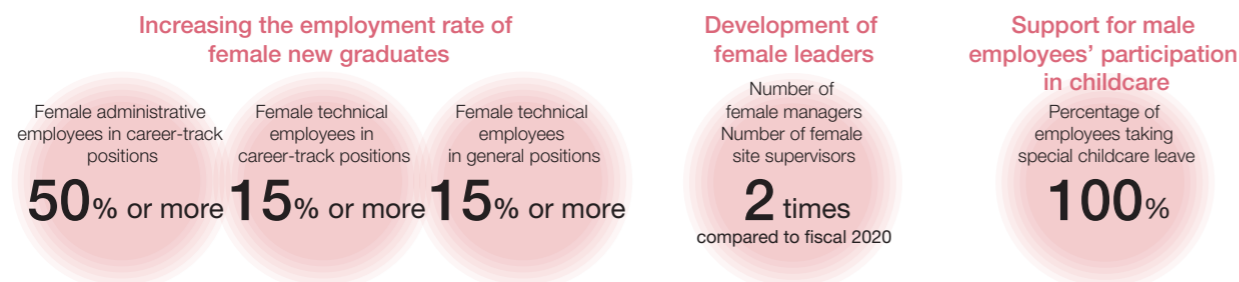 Increasing the employment rate of
female new graduates
Female administrative
employees in career-track
positions
50% or more
Female technical
employees in
career-track positions
15% or more
Female technical
employees
in general positions
15% or more
Development of
female leaders
Number of
female managers
Number of female
site supervisors
2 times
compared to fiscal 2020
Support for male
employees’ participation
in childcare
Percentage of
employees taking
special childcare leave
100%